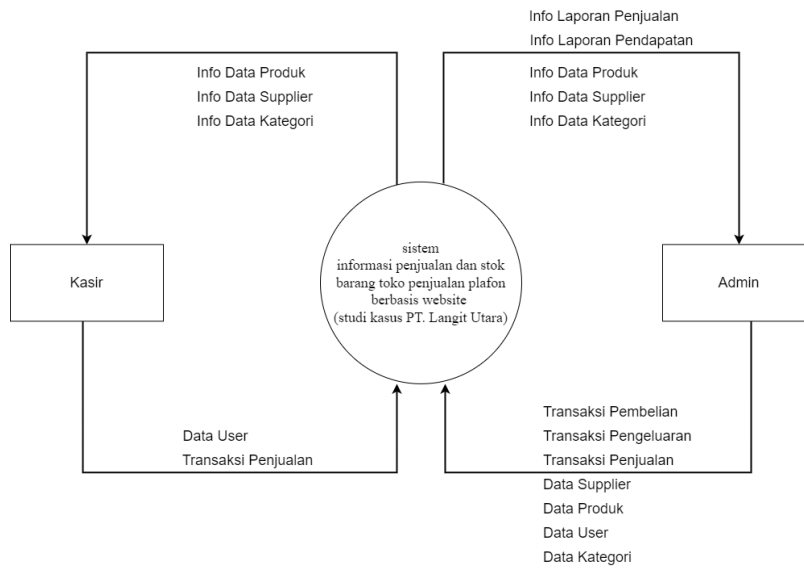 Info Laporan Penjualan
Info Laporan Pendapatan
Info Data Produk
Info Data Supplier
Info Data Kategori
Info Data Produk
Info Data Supplier
Info Data Kategori
Kasir
sistem
informasi penjualan dan stok
barang toko penjualan plafon
berbasis website
(studi kasus PT. Langit Utara)
Admin
Data User
Transaksi Penjualan
Transaksi Pembelian
Transaksi Pengeluaran
Transaksi Penjualan
Data Supplier
Data Produk
Data User
Data Kategori